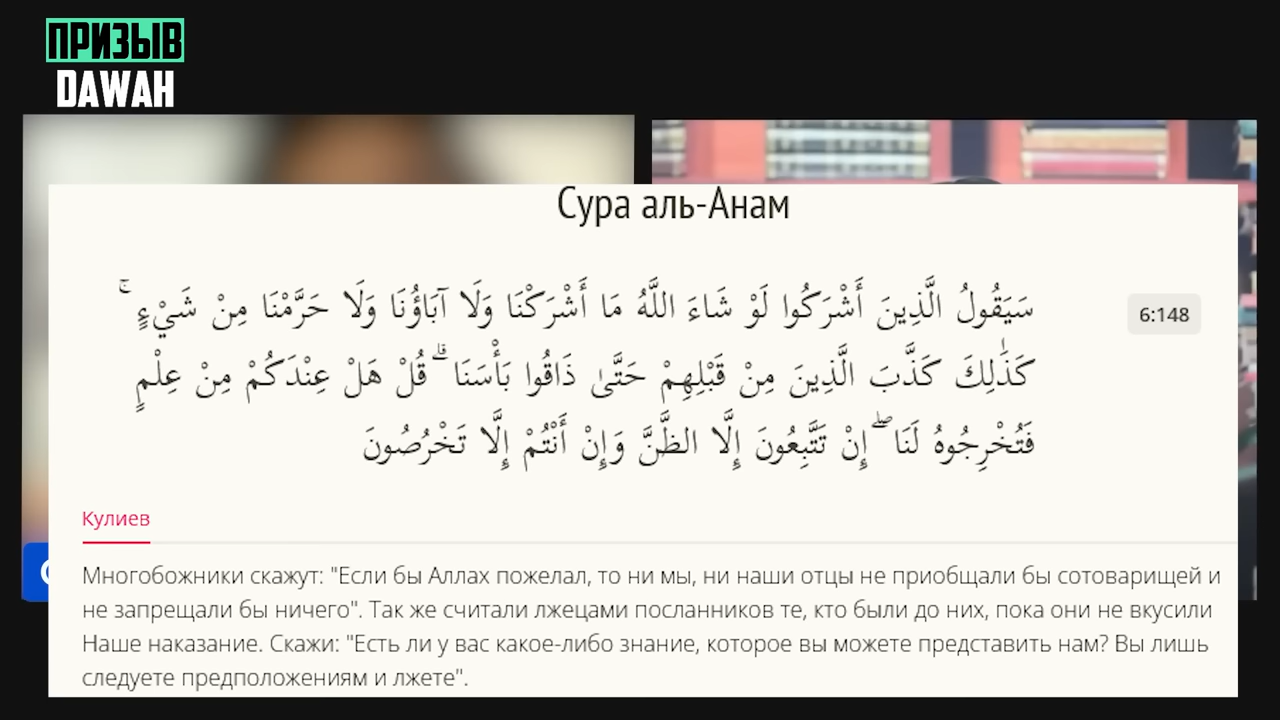 ПРИЗЫВ
DAWAH
Сура аль-Анам
سَيَقُولُ الَّذِينَ أَشْرَكُوا لَوْ شَاءَ اللَّهُ مَا أَشْرَكْنَا وَلَا آبَاؤُنَا وَلَا حَرَّمْنَا مِنْ شَيْءٍ ۚ
6:148
كَذَٰلِكَ كَذَّبَ الَّذِينَ مِنْ قَبْلِهِمْ حَتَّىٰ ذَاقُوا بَأْسَنَا ۗ قُلْ هَلْ عِنْدَكُمْ مِنْ عِلْمٍ
فَتُخْرِجُوهُ لَنَا ۖ إِنْ تَتَّبِعُونَ إِلَّا الظَّنَّ وَإِنْ أَنْتُمْ إِلَّا تَخْرُصُونَ
Кулиев
Многобожники скажут: "Если бы Аллах пожелал, то ни мы, ни наши отцы не приобщали бы сотоварищей и
не запрещали бы ничего". Так же считали лжецами посланников те, кто были до них, пока они не вкусили
Наше наказание. Скажи: "Есть ли у вас какое-либо знание, которое вы можете представить нам? Вы лишь
следуете предположениям и лжете".